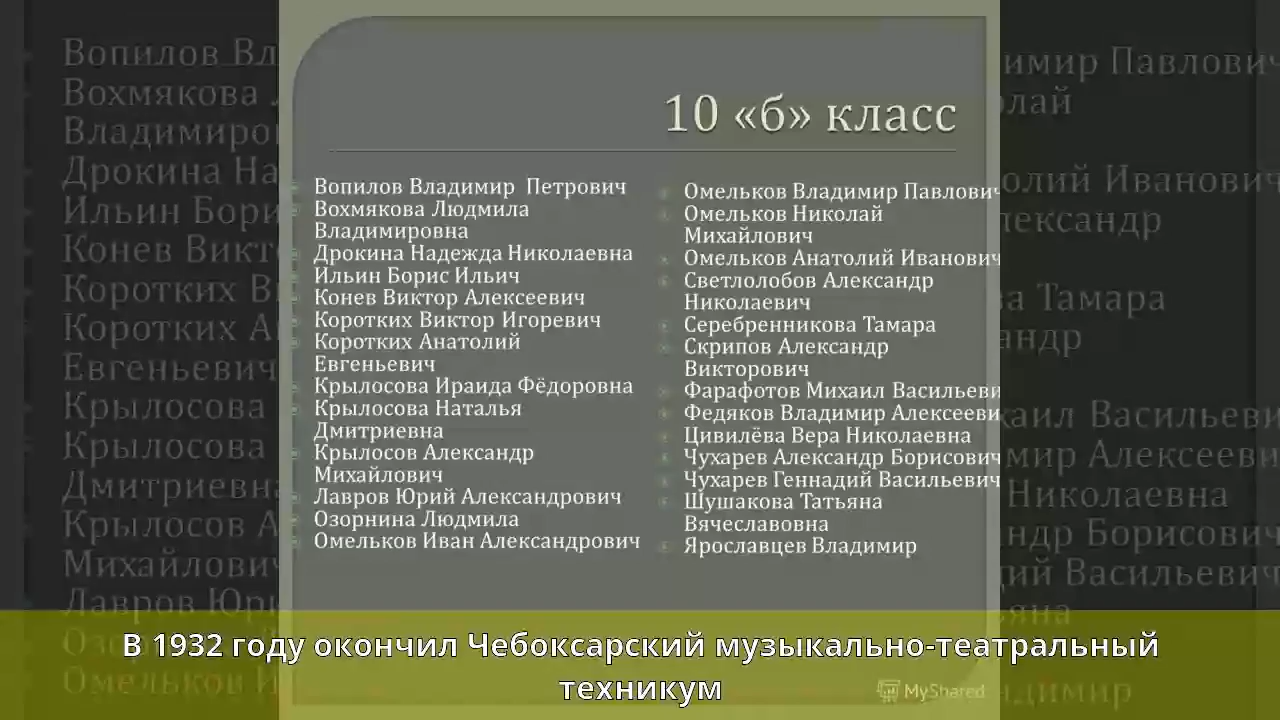 10 «б» класс
Вопилов Владимир Петрович
Вохмякова Людмила
Владимировна
Дрокина Надежда Николаевна
Ильин Борис Ильич
Конев Виктор Алексеевич
Коротких Виктор Игоревич
Коротких Анатолий
Евгеньевич
Крылосова Ираида Фёдоровна
Крылосова Наталья
Дмитриевна
Крылосов Александр
Михайлович
Лавров Юрий Александрович
Озорнина Людмила
Омельков Иван Александрович
Омельков Владимир Павлович
Омельков Николай
Михайлович
Омельков Анатолий Иванович
Светлолобов Александр
Николаевич
Серебренникова Тамара
Скрипов Александр
Викторович
Фарафотов Михаил Васильеви
Федяков Владимир Алексееви
Цивилёва Вера Николаевна
Чухарев Александр Борисович
Чухарев Геннадий Васильевич
Шушакова Татьяна
Вячеславовна
Ярославцев Владимир
В 1932 году окончил Чебоксарский музыкально-театральный
техникум
MyShared